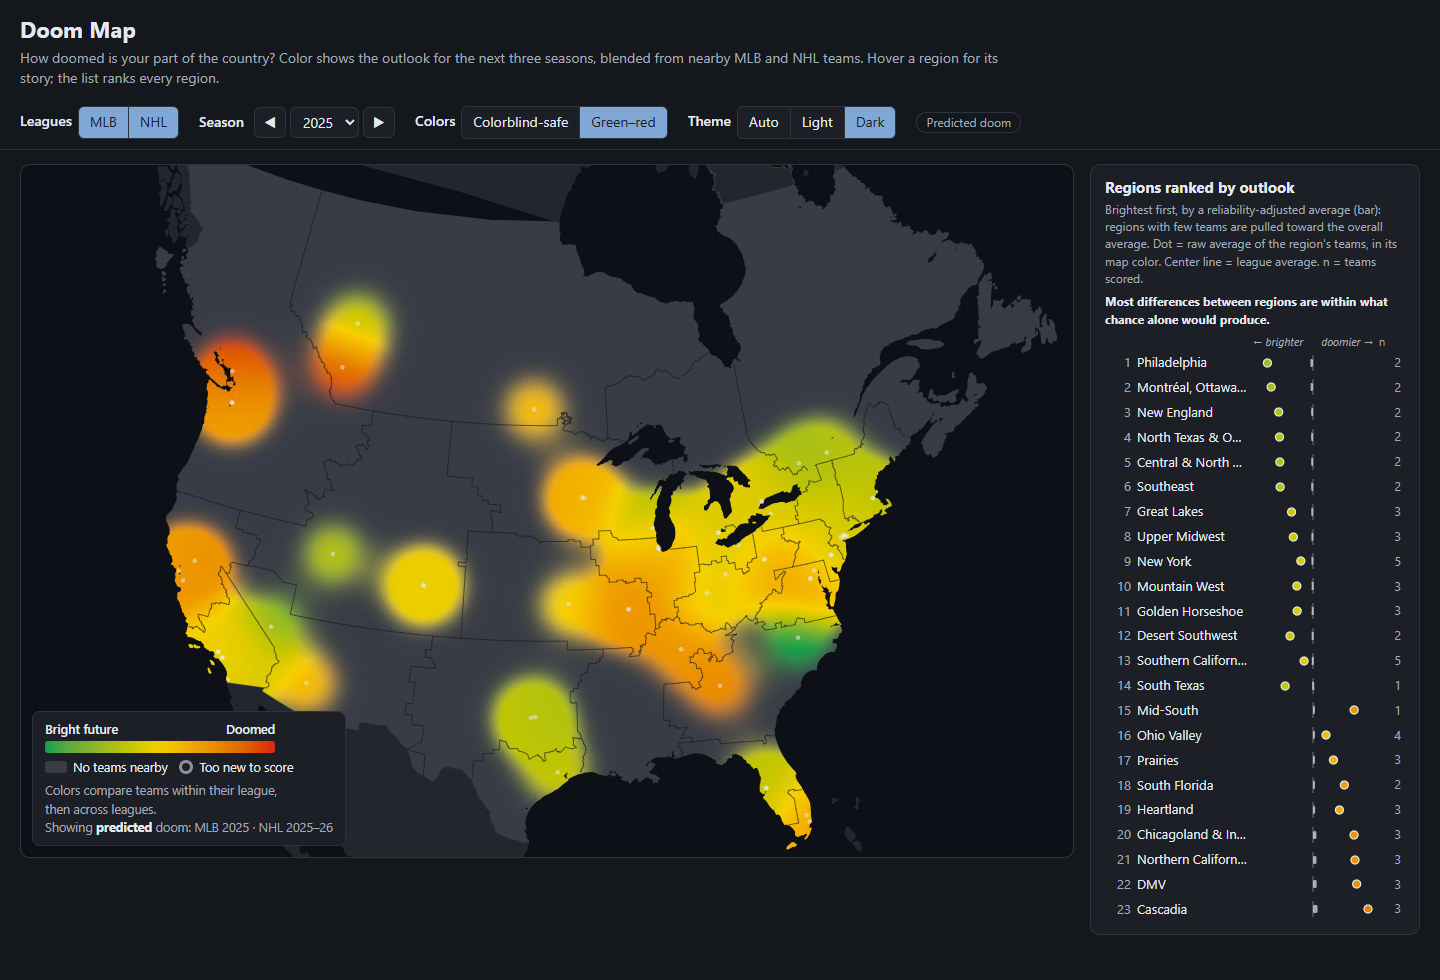 Doom Map
How doomed is your part of the country? Color shows the outlook for the next three seasons, blended from nearby MLB and NHL teams. Hover a region for its
story; the list ranks every region.
Leagues MLB NHL Season ◀ 2025 ▶ Colors Colorblind-safe Green–red Theme Auto Light Dark Predicted doom
Bright future Doomed
No teams nearby Too new to score
Colors compare teams within their league,
then across leagues.
Showing predicted doom: MLB 2025 · NHL 2025–26
Regions ranked by outlook
Brightest first, by a reliability-adjusted average (bar):
regions with few teams are pulled toward the overall
average. Dot = raw average of the region's teams, in its
map color. Center line = league average. n = teams
scored.
Most differences between regions are within what
chance alone would produce.
← brighter doomier → n
1 Philadelphia 2
2 Montréal, Ottawa... 2
3 New England 2
4 North Texas & O... 2
5 Central & North ... 2
6 Southeast 2
7 Great Lakes 3
8 Upper Midwest 3
9 New York 5
10 Mountain West 3
11 Golden Horseshoe 3
12 Desert Southwest 2
13 Southern Californ... 5
14 South Texas 1
15 Mid-South 1
16 Ohio Valley 4
17 Prairies 3
18 South Florida 2
19 Heartland 3
20 Chicagoland & In... 3
21 Northern Californ... 3
22 DMV 3
23 Cascadia 3